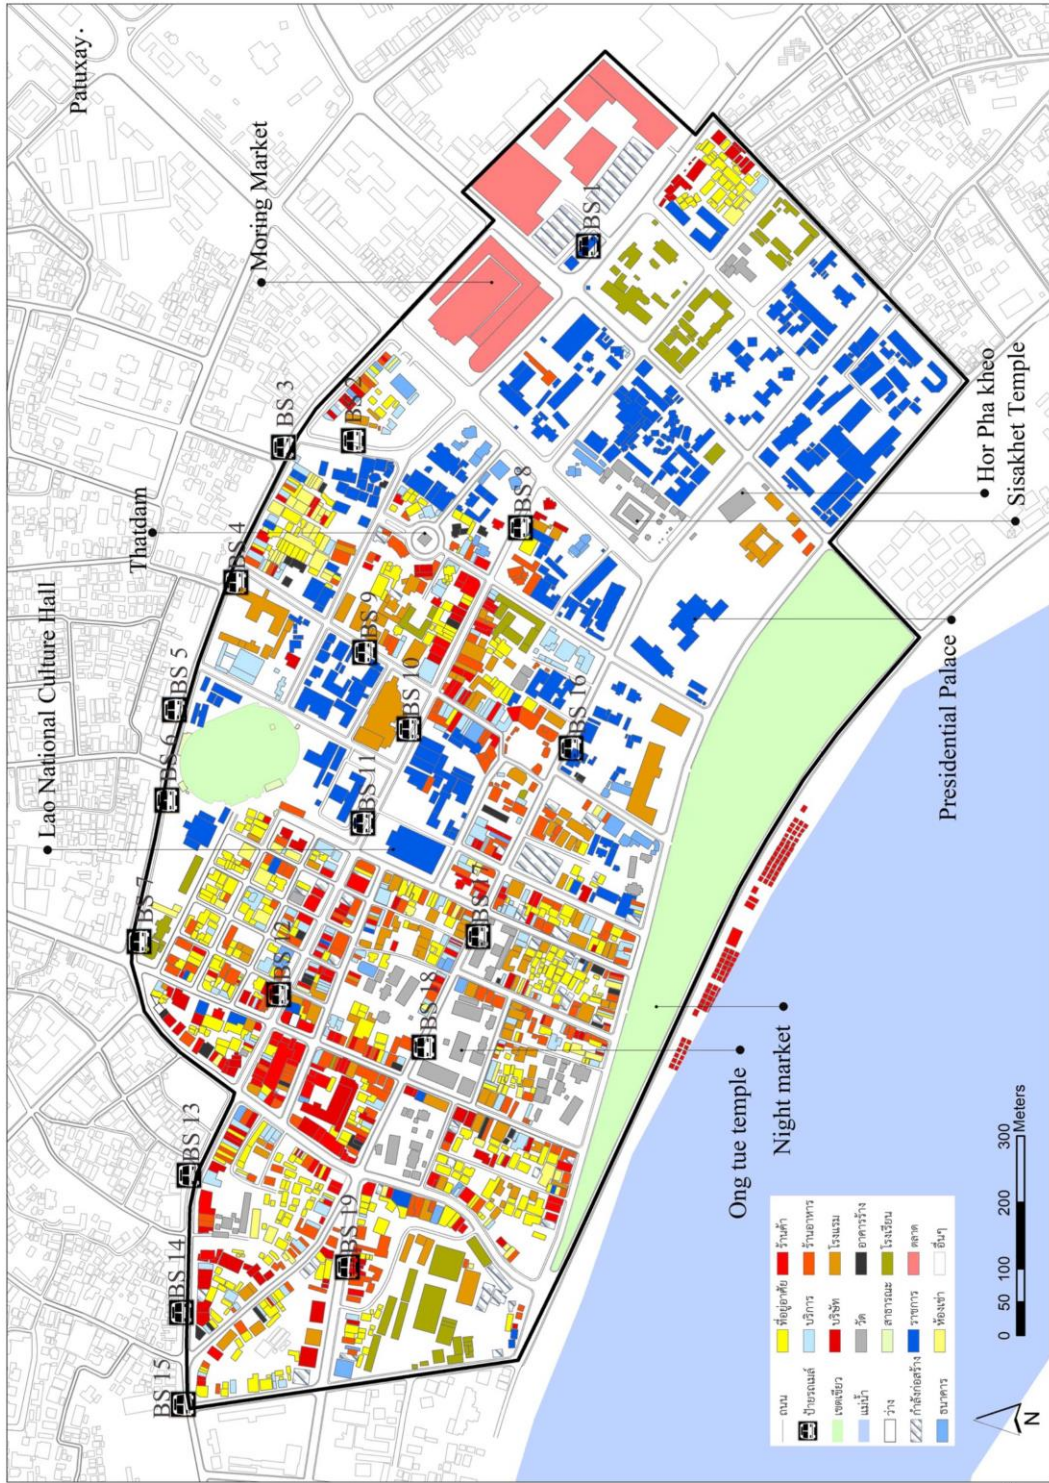 Lao National Culture Hall
Patuxay.
Thatdam
BS 7
BS 15
BS 14
BS 6
BS 5
BS 13
BS 4
Moring Market
BS 3
BS 12
BS 19
BS 2
BS 11
BS 9
BS 10
BS 18
BS 17
BS 8
BS 16
BS 1
Ong tue temple
Night market
Presidential Palace
Hor Pha kheo
Sisakhet Temple
ถนน ที่อยู่อาศัย ร้านค้า
ป้ายรถเมล์ บริการ ร้านอาหาร
เขตเขียว บริษัท โรงแรม
แม่น้ำ วัด อาคารร้าง
ว่าง สาธารณะ โรงเรียน
กำลังก่อสร้าง ราชการ ตลาด
ธนาคาร ห้องเช่า อื่นๆ
N
0 50 100 200 300
Meters